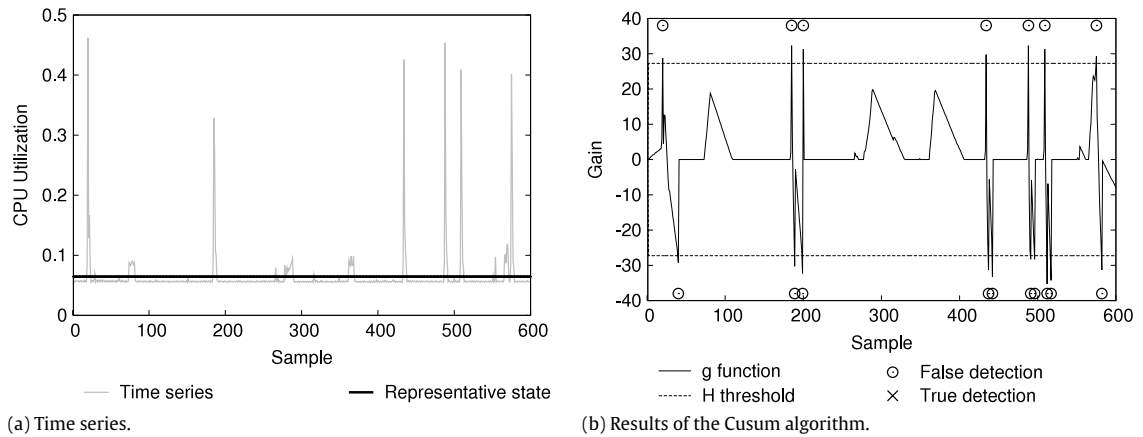 0.5
0.4
0.3
0.2
0.1
0
CPU Utilization
0 100 200 300 400 500 600
Sample
Time series Representative state
(a) Time series.
40
30
20
10
0
-10
-20
-30
-40
Gain
0 100 200 300 400 500 600
Sample
g function False detection
H threshold True detection
(b) Results of the Cusum algorithm.